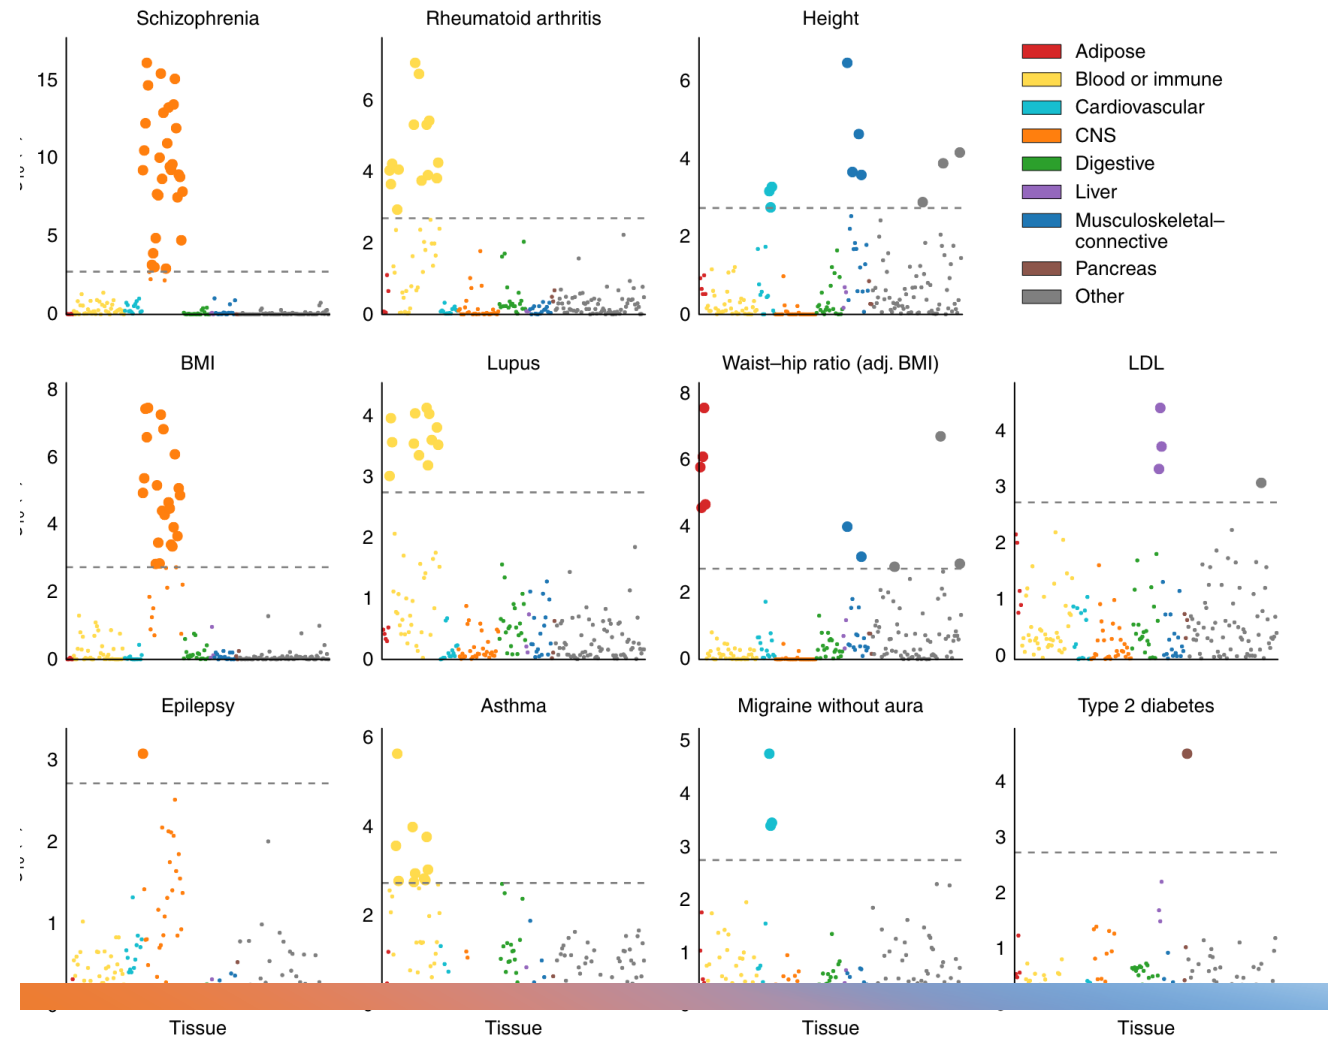 Schizophrenia
Rheumatoid arthritis
Height
15
10
5
0
6
4
2
0
6
4
2
0
Adipose
Blood or immune
Cardiovascular
CNS
Digestive
Liver
Musculoskeletal–
connective
Pancreas
Other
BMI
Lupus
Waist–hip ratio (adj. BMI)
LDL
8
6
4
2
0
4
3
2
1
0
8
6
4
2
0
4
3
2
1
0
Epilepsy
Asthma
Migraine without aura
Type 2 diabetes
3
2
1
6
4
2
5
4
3
2
1
4
3
2
1
Tissue
Tissue
Tissue
Tissue